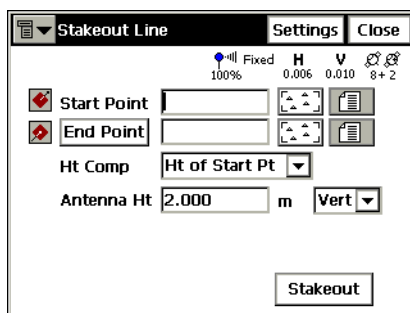 Stakeout Line Settings Close
Fixed H V
100% 0.006 0.010 8+2
Start Point
End Point
Ht Comp Ht of Start Pt
Antenna Ht 2.000 m Vert
Stakeout